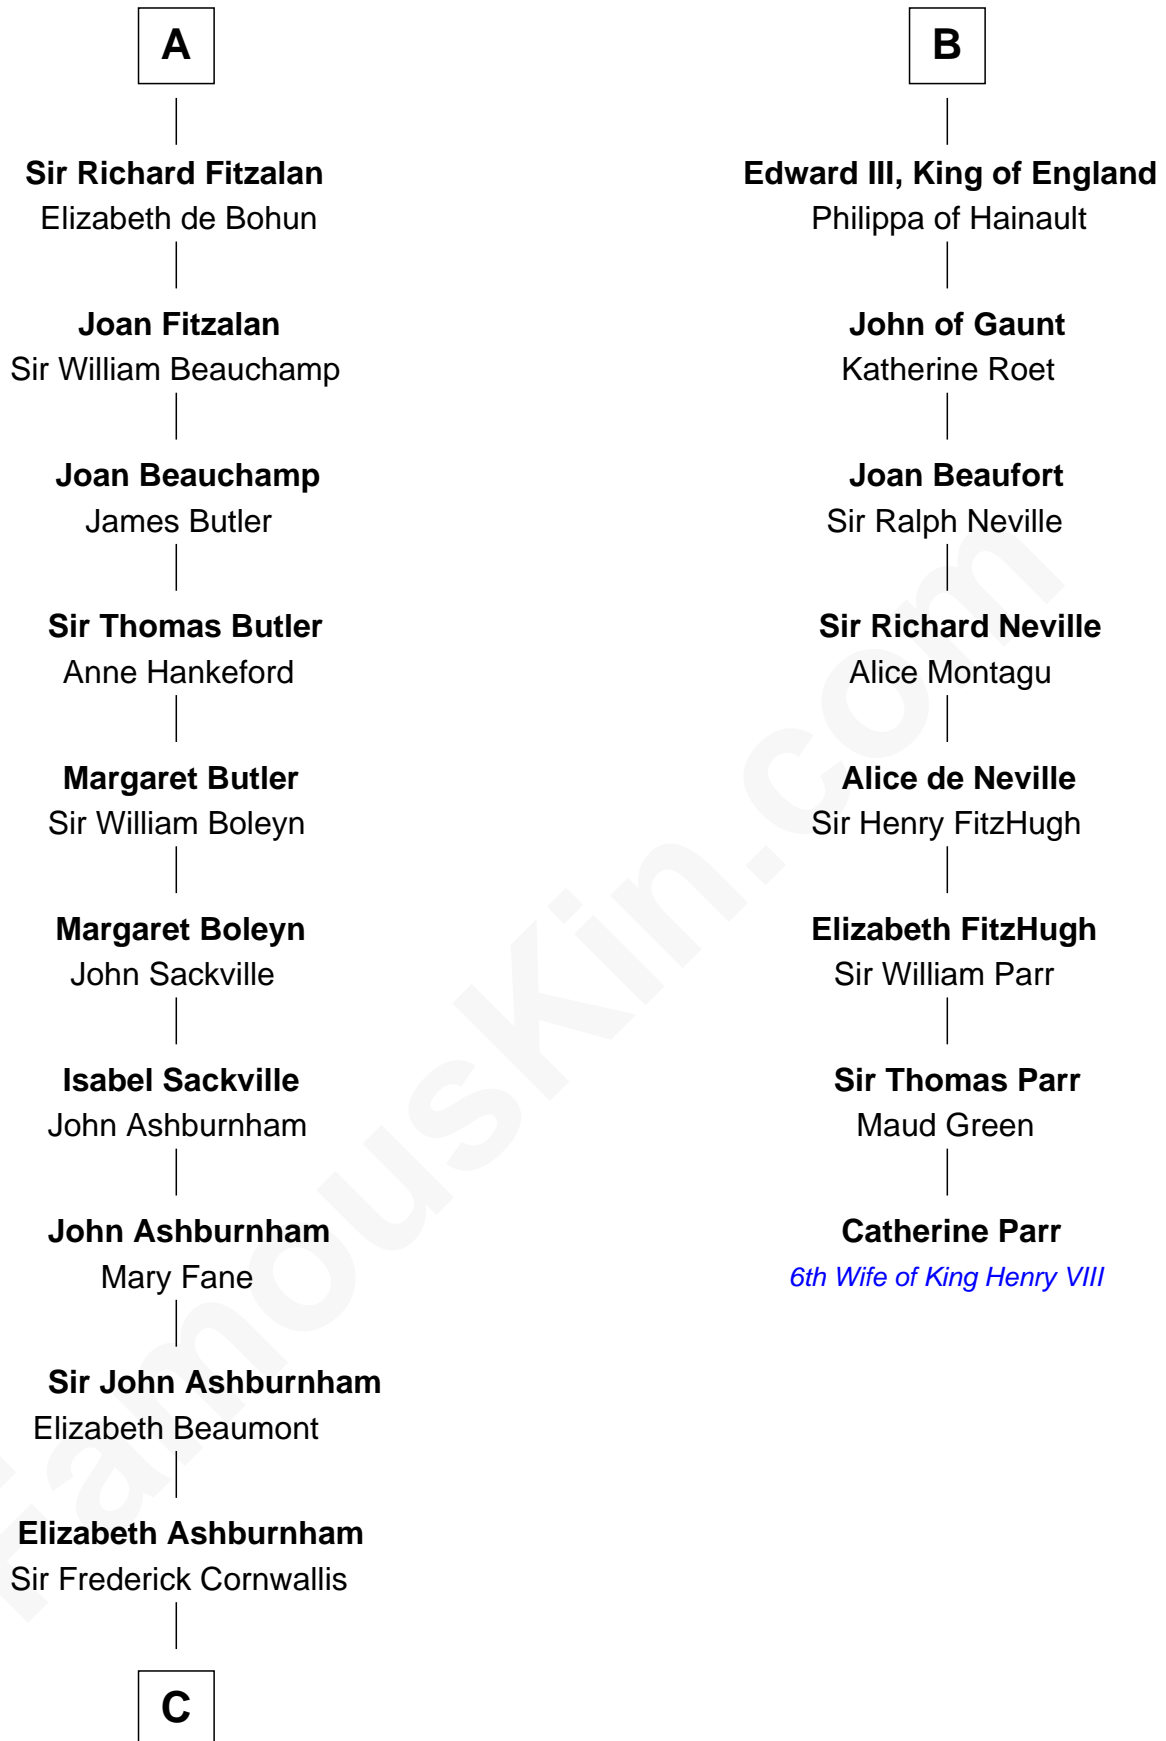 A
Sir Richard Fitzalan
Elizabeth de Bohun
Joan Fitzalan
Sir William Beauchamp
Joan Beauchamp
James Butler
Sir Thomas Butler
Anne Hankeford
Margaret Butler
Sir William Boleyn
Margaret Boleyn
John Sackville
Isabel Sackville
John Ashburnham
John Ashburnham
Mary Fane
Sir John Ashburnham
Elizabeth Beaumont
Elizabeth Ashburnham
Sir Frederick Cornwallis
C
B
Edward III, King of England
Philippa of Hainault
John of Gaunt
Katherine Roet
Joan Beaufort
Sir Ralph Neville
Sir Richard Neville
Alice Montagu
Alice de Neville
Sir Henry FitzHugh
Elizabeth FitzHugh
Sir William Parr
Sir Thomas Parr
Maud Green
Catherine Parr
6th Wife of King Henry VIII
FamousKin.com